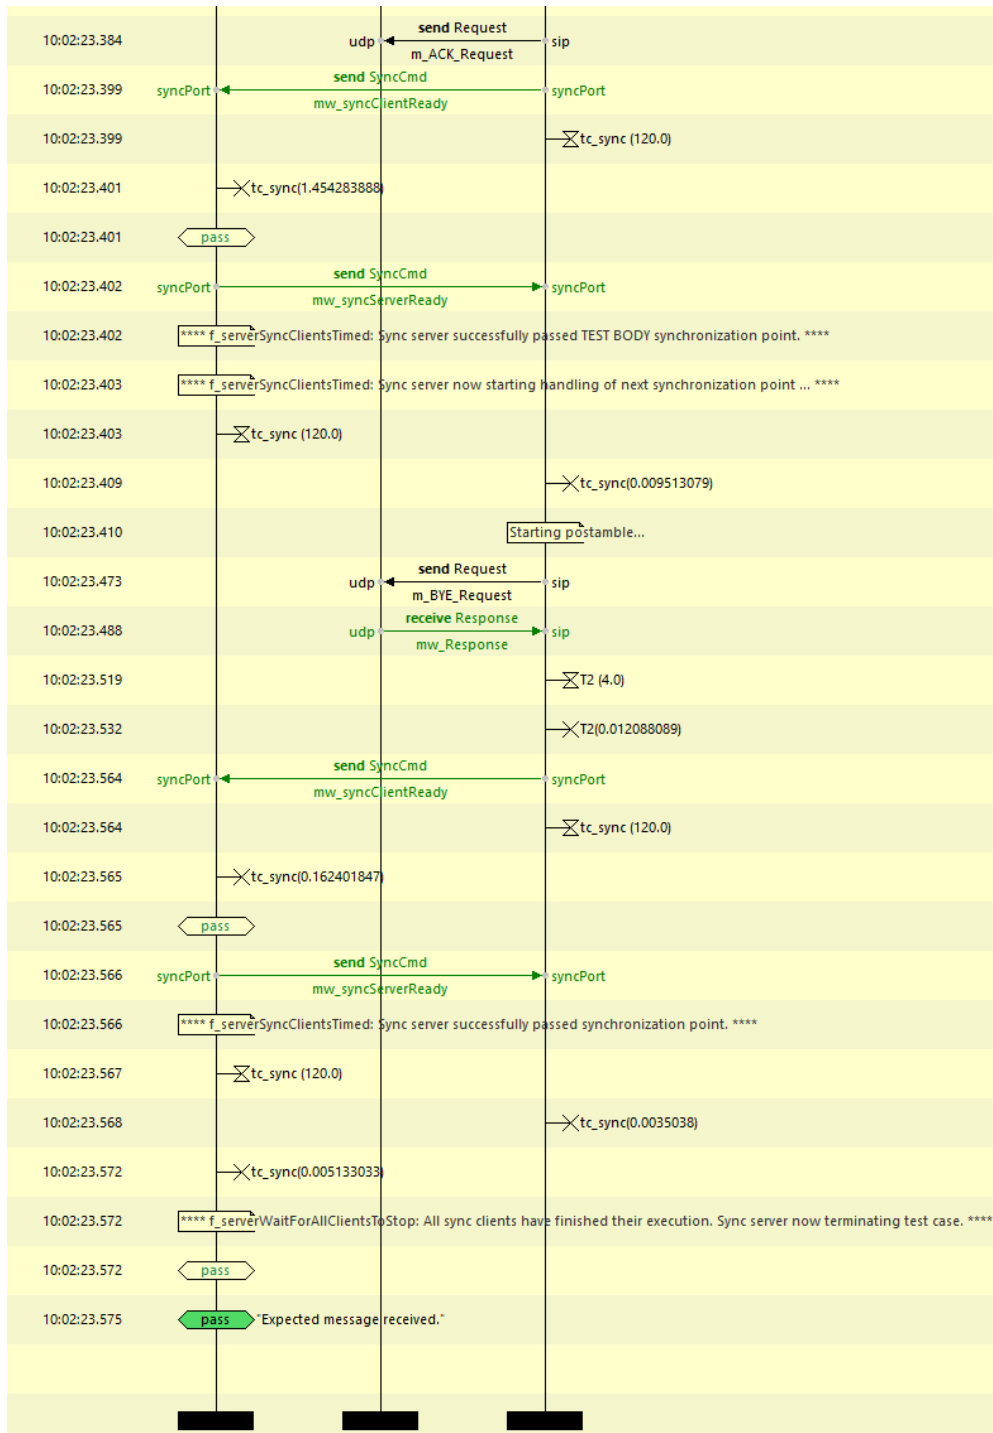 send Request
10:02:23.384 udp sip
m_ACK_Request
send SyncCmd
10:02:23.399 syncPort syncPort
mw_syncClientReady
10:02:23.399 tc_sync (120.0)
10:02:23.401 tc_sync(1.454283888)
10:02:23.401 pass
send SyncCmd
10:02:23.402 syncPort syncPort
mw_syncServerReady
10:02:23.402 **** f_serverSyncClientsTimed: Sync server successfully passed TEST BODY synchronization point. ****
10:02:23.403 **** f_serverSyncClientsTimed: Sync server now starting handling of next synchronization point ... ****
10:02:23.403 tc_sync (120.0)
10:02:23.409 tc_sync(0.009513079)
10:02:23.410 Starting postamble...
send Request
10:02:23.473 udp sip
m_BYE_Request
receive Response
10:02:23.488 udp sip
mw_Response
10:02:23.519 T2 (4.0)
10:02:23.532 T2(0.012088089)
send SyncCmd
10:02:23.564 syncPort syncPort
mw_syncClientReady
10:02:23.564 tc_sync (120.0)
10:02:23.565 tc_sync(0.162401847)
10:02:23.565 pass
send SyncCmd
10:02:23.566 syncPort syncPort
mw_syncServerReady
10:02:23.566 **** f_serverSyncClientsTimed: Sync server successfully passed synchronization point. ****
10:02:23.567 tc_sync (120.0)
10:02:23.568 tc_sync(0.0035038)
10:02:23.572 tc_sync(0.005133033)
10:02:23.572 **** f_serverWaitForAllClientsToStop: All sync clients have finished their execution. Sync server now terminating test case. ****
10:02:23.572 pass
10:02:23.575 pass "Expected message received."